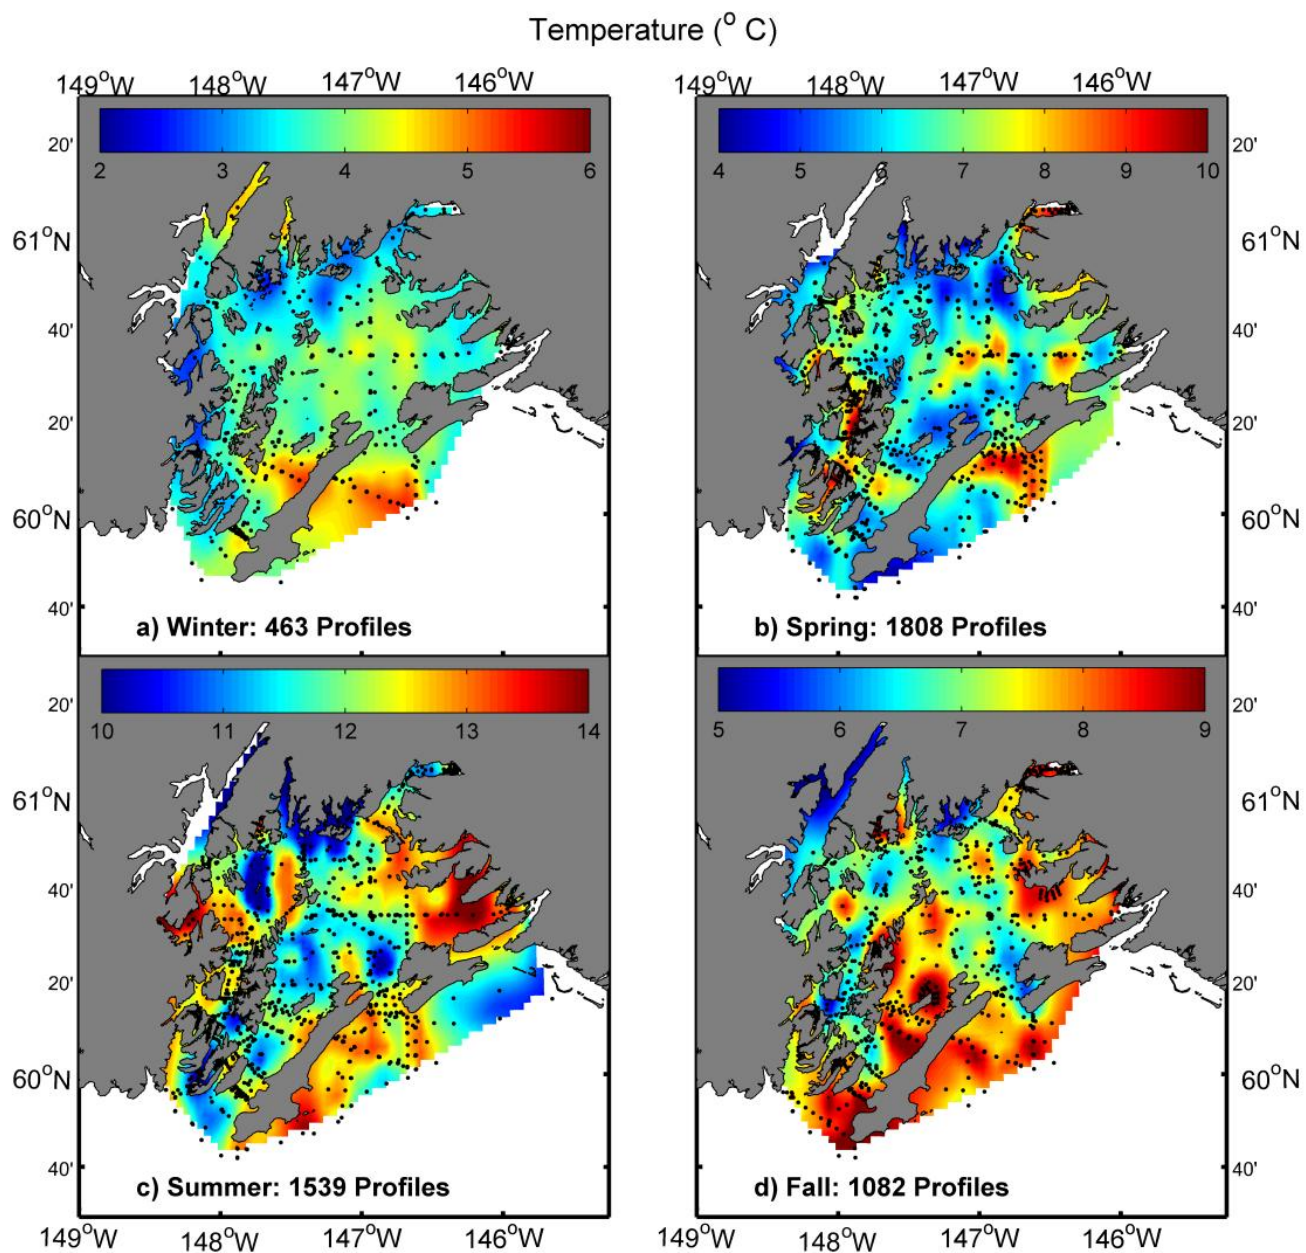 Temperature (° C)
149°W 148°W 147°W 146°W 149°W 148°W 147°W 146°W
20' 2 3 4 5 6 4 5 6 7 8 9 10 20'
61°N 61°N
40' 40'
20' 20'
60°N 60°N
40' a) Winter: 463 Profiles b) Spring: 1808 Profiles 40'
20' 10 11 12 13 14 5 6 7 8 9 20'
61°N 61°N
40' 40'
20' 20'
60°N 60°N
40' c) Summer: 1539 Profiles d) Fall: 1082 Profiles 40'
149°W 148°W 147°W 146°W 149°W 148°W 147°W 146°W